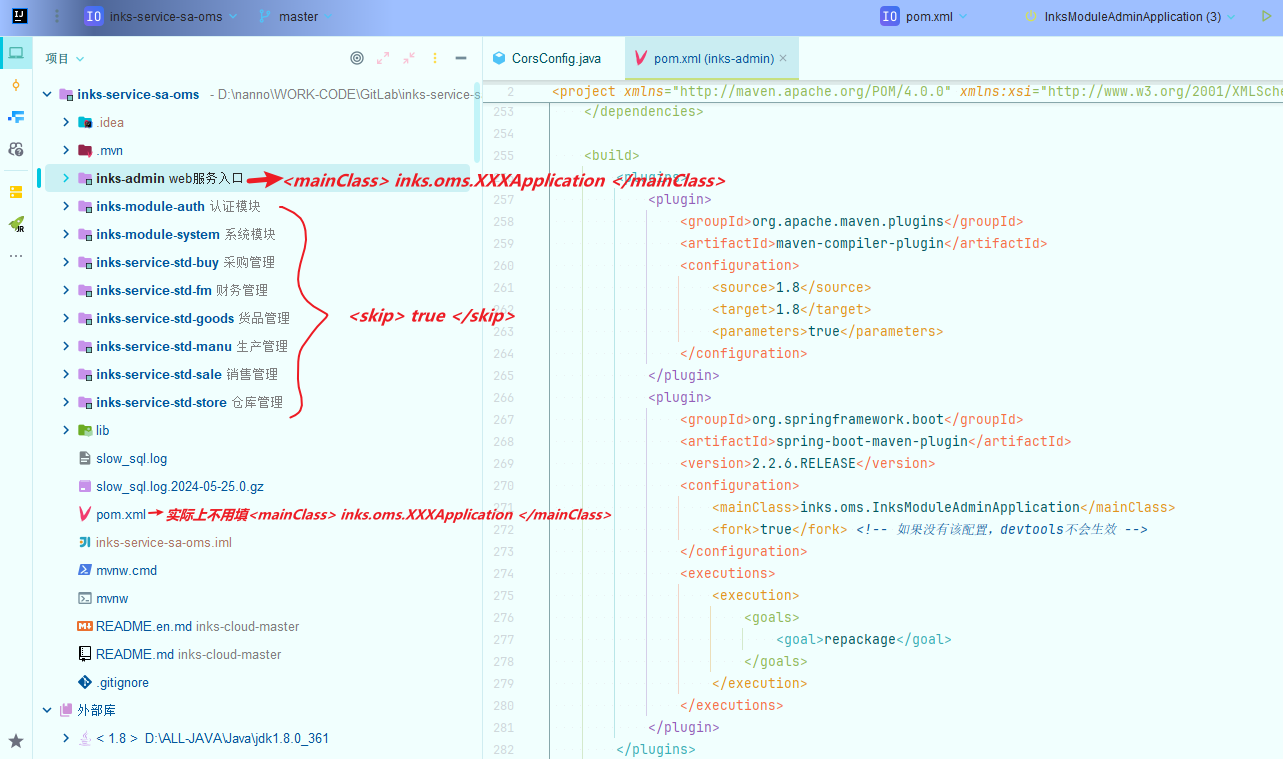 IO inks-service-sa-oms master IO pom.xml InksModuleAdminApplication (3)
项目 CorsConfig.java pom.xml (inks-admin)
inks-service-sa-oms - D:\nanno\WORK-CODE\GitLab\inks-service-s
.idea
.mvn
inks-admin web服务入口 <mainClass> inks.oms.XXXApplication </mainClass>
inks-module-auth 认证模块
inks-module-system 系统模块
inks-service-std-buy 采购管理
inks-service-std-fm 财务管理
inks-service-std-goods 货品管理 <skip> true </skip>
inks-service-std-manu 生产管理
inks-service-std-sale 销售管理
inks-service-std-store 仓库管理
lib
slow_sql.log
slow_sql.log.2024-05-25.0.gz
pom.xml 实际上不用填<mainClass> inks.oms.XXXApplication </mainClass>
inks-service-sa-oms.iml
mvnw.cmd
mvnw
README.en.md inks-cloud-master
README.md inks-cloud-master
.gitignore
外部库
< 1.8 > D:\ALL-JAVA\Java\jdk1.8.0_361
2 <project xmlns="http://maven.apache.org/POM/4.0.0" xmlns:xsi="http://www.w3.org/2001/XMLSche
253 </dependencies>
254
255 <build>
<plugins>
257 <plugin>
258 <groupId>org.apache.maven.plugins</groupId>
259 <artifactId>maven-compiler-plugin</artifactId>
260 <configuration>
261 <source>1.8</source>
262 <target>1.8</target>
263 <parameters>true</parameters>
264 </configuration>
265 </plugin>
266 <plugin>
267 <groupId>org.springframework.boot</groupId>
268 <artifactId>spring-boot-maven-plugin</artifactId>
269 <version>2.2.6.RELEASE</version>
270 <configuration>
271 <mainClass>inks.oms.InksModuleAdminApplication</mainClass>
272 <fork>true</fork> <!-- 如果没有该配置，devtools不会生效 -->
273 </configuration>
274 <executions>
275 <execution>
276 <goals>
277 <goal>repackage</goal>
278 </goals>
279 </execution>
280 </executions>
281 </plugin>
282 </plugins>